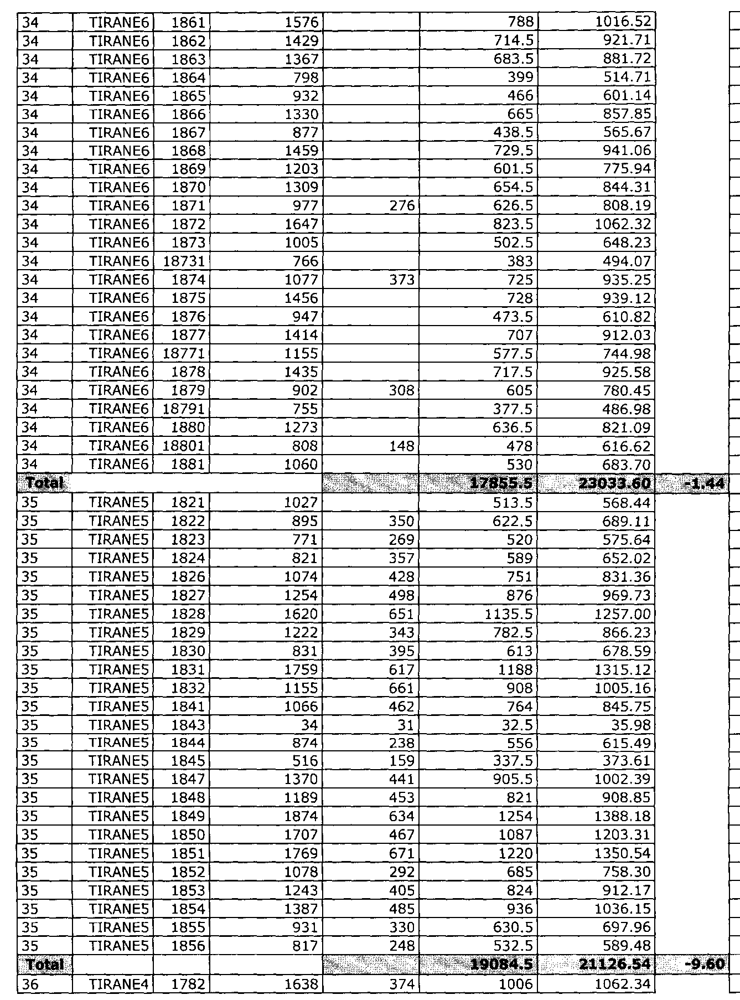 34 TIRANE6 1861 1576 788 1016.52
34 TIRANE6 1862 1429 714.5 921.71
34 TIRANE6 1863 1367 683.5 881.72
34 TIRANE6 1864 798 399 514.71
34 TIRANE6 1865 932 466 601.14
34 TIRANE6 1866 1330 665 857.85
34 TIRANE6 1867 877 438.5 565.67
34 TIRANE6 1868 1459 729.5 941.06
34 TIRANE6 1869 1203 601.5 775.94
34 TIRANE6 1870 1309 654.5 844.31
34 TIRANE6 1871 977 276 626.5 808.19
34 TIRANE6 1872 1647 823.5 1062.32
34 TIRANE6 1873 1005 502.5 648.23
34 TIRANE6 18731 766 383 494.07
34 TIRANE6 1874 1077 373 725 935.25
34 TIRANE6 1875 1456 728 939.12
34 TIRANE6 1876 947 473.5 610.82
34 TIRANE6 1877 1414 707 912.03
34 TIRANE6 18771 1155 577.5 744.98
34 TIRANE6 1878 1435 717.5 925.58
34 TIRANE6 1879 902 308 605 780.45
34 TIRANE6 18791 755 377.5 486.98
34 TIRANE6 1880 1273 636.5 821.09
34 TIRANE6 18801 808 148 478 616.62
34 TIRANE6 1881 1060 530 683.70
Total 17855.5 23033.60 -1.44
35 TIRANE5 1821 1027 513.5 568.44
35 TIRANE5 1822 895 350 622.5 689.11
35 TIRANE5 1823 771 269 520 575.64
35 TIRANE5 1824 821 357 589 652.02
35 TIRANE5 1826 1074 428 751 831.36
35 TIRANE5 1827 1254 498 876 969.73
35 TIRANE5 1828 1620 651 1135.5 1257.00
35 TIRANE5 1829 1222 343 782.5 866.23
35 TIRANE5 1830 831 395 613 678.59
35 TIRANE5 1831 1759 617 1188 1315.12
35 TIRANE5 1832 1155 661 908 1005.16
35 TIRANE5 1841 1066 462 764 845.75
35 TIRANE5 1843 34 31 32.5 35.98
35 TIRANE5 1844 874 238 556 615.49
35 TIRANE5 1845 516 159 337.5 373.61
35 TIRANE5 1847 1370 441 905.5 1002.39
35 TIRANE5 1848 1189 453 821 908.85
35 TIRANE5 1849 1874 634 1254 1388.18
35 TIRANE5 1850 1707 467 1087 1203.31
35 TIRANE5 1851 1769 671 1220 1350.54
35 TIRANE5 1852 1078 292 685 758.30
35 TIRANE5 1853 1243 405 824 912.17
35 TIRANE5 1854 1387 485 936 1036.15
35 TIRANE5 1855 931 330 630.5 697.96
35 TIRANE5 1856 817 248 532.5 589.48
Total 19084.5 21126.54 -9.60
36 TIRANE4 1782 1638 374 1006 1062.34